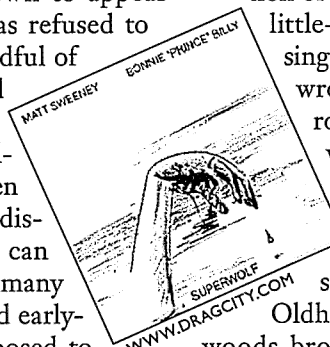 as refused to
dful of
en
dis-
can
many
d early-
posed to
MATT SWEENEY
BONNIE "PRINCE" BILLY
SUPERWOLF
WWW.DRAGCITY.COM
little-
sing
wro
ro
s
Oldh
woods bro